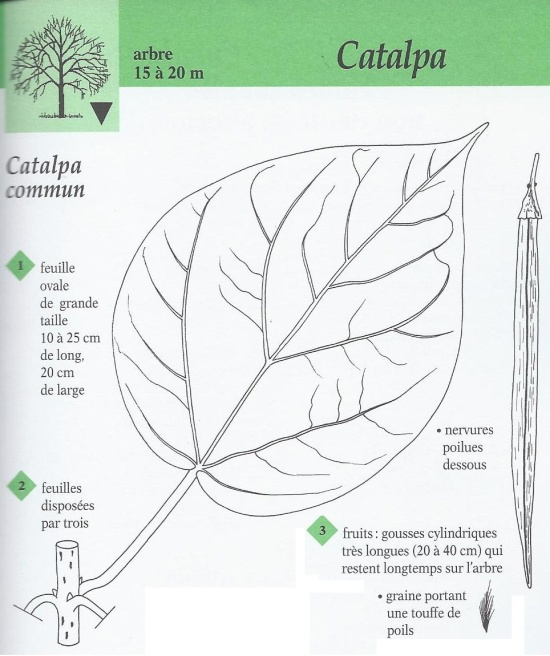 arbre
15 à 20 m
Catalpa
Catalpa
commun
1
feuille
ovale
de grande
taille
10 à 25 cm
de long,
20 cm
de large
• nervures
poilues
dessous
2
feuilles
disposées
par trois
3
fruits : gousses cylindriques
très longues (20 à 40 cm) qui
restent longtemps sur l'arbre
• graine portant
une touffe de
poils